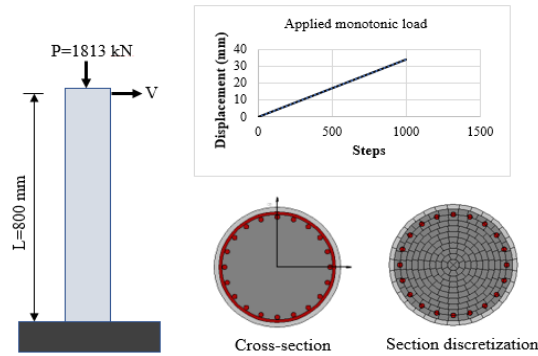 P=1813 kN
V
L=800 mm
Applied monotonic load
Displacement (mm)
40
30
20
10
0
0
500
1000
1500
Steps
Cross-section
Section discretization